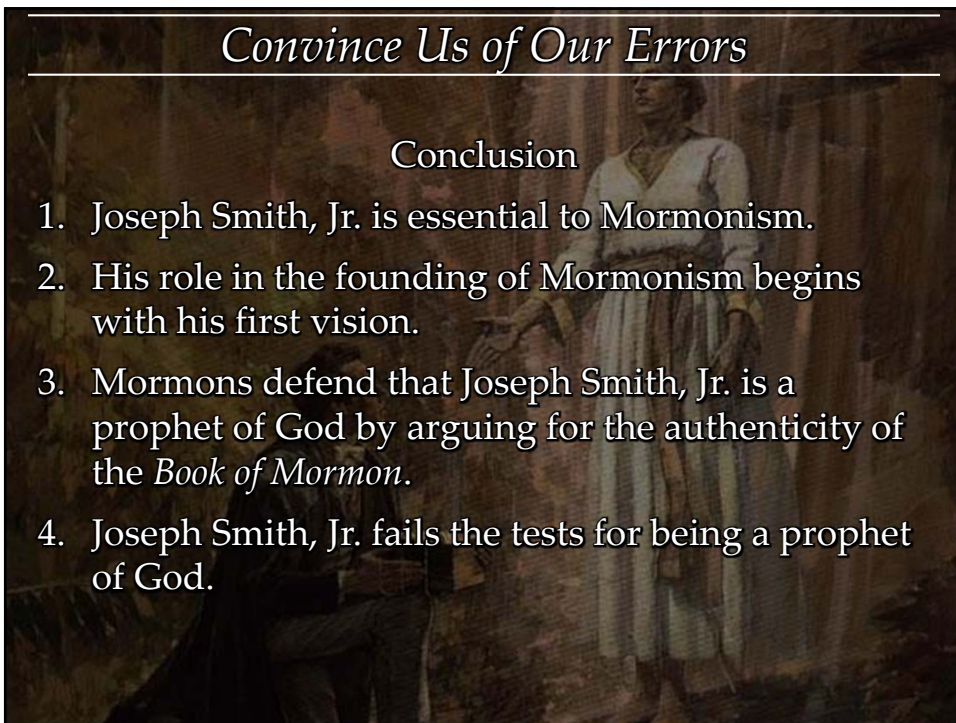 Convince Us of Our Errors
Conclusion
1. Joseph Smith, Jr. is essential to Mormonism.
2. His role in the founding of Mormonism begins
with his first vision.
3. Mormons defend that Joseph Smith, Jr. is a
prophet of God by arguing for the authenticity of
the Book of Mormon.
4. Joseph Smith, Jr. fails the tests for being a prophet
of God.